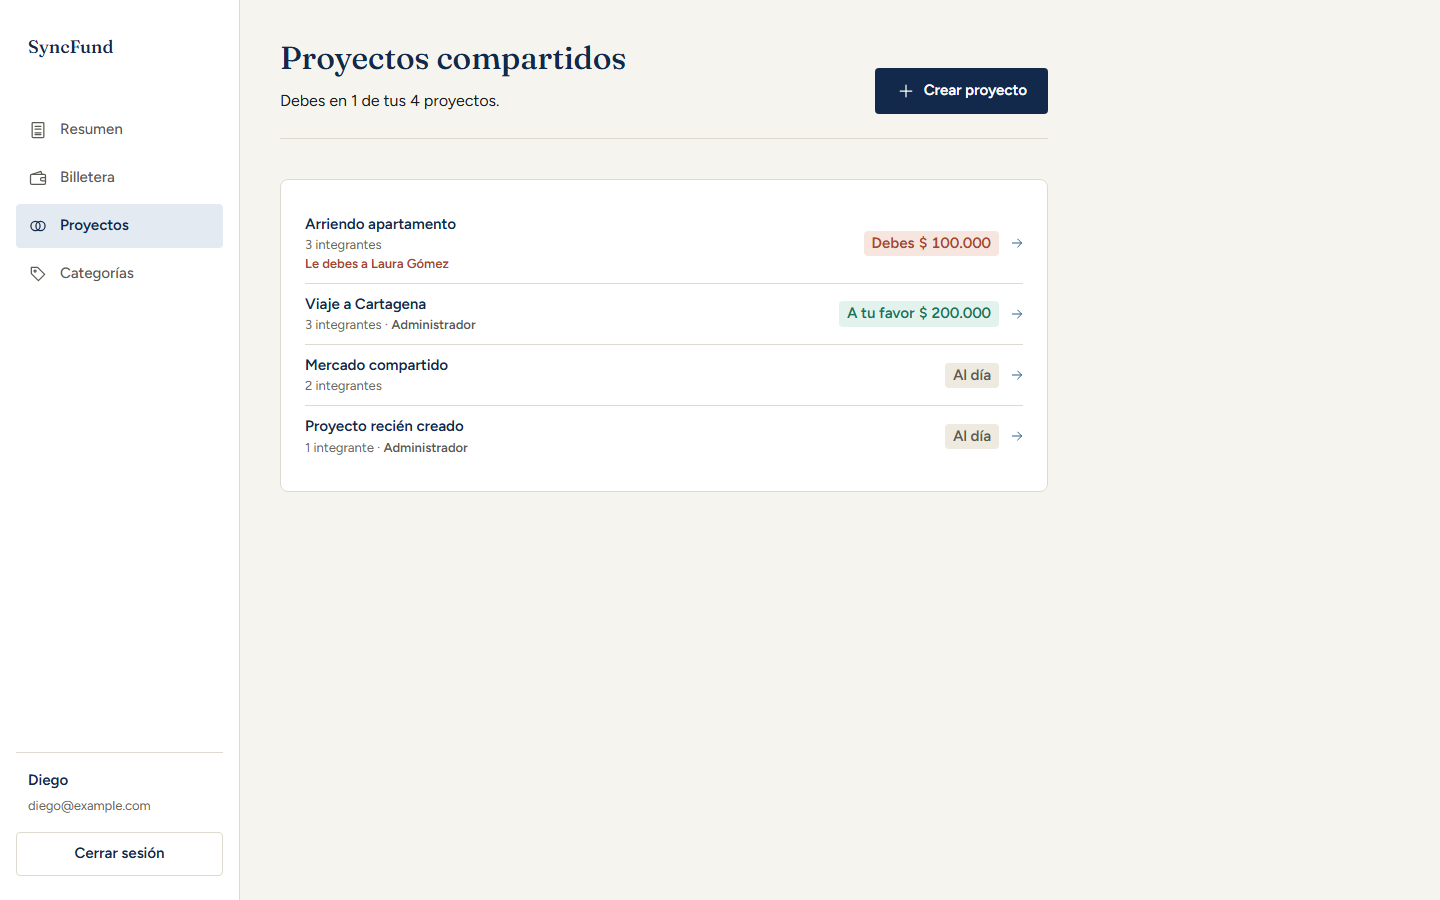 SyncFund
Resumen
Billetera
Proyectos
Categorías
Diego
diego@example.com
Cerrar sesión
Proyectos compartidos
Debes en 1 de tus 4 proyectos.
Crear proyecto
Arriendo apartamento
3 integrantes
Le debes a Laura Gómez
Debes $ 100.000
Viaje a Cartagena
3 integrantes · Administrador
A tu favor $ 200.000
Mercado compartido
2 integrantes
Al día
Proyecto recién creado
1 integrante · Administrador
Al día